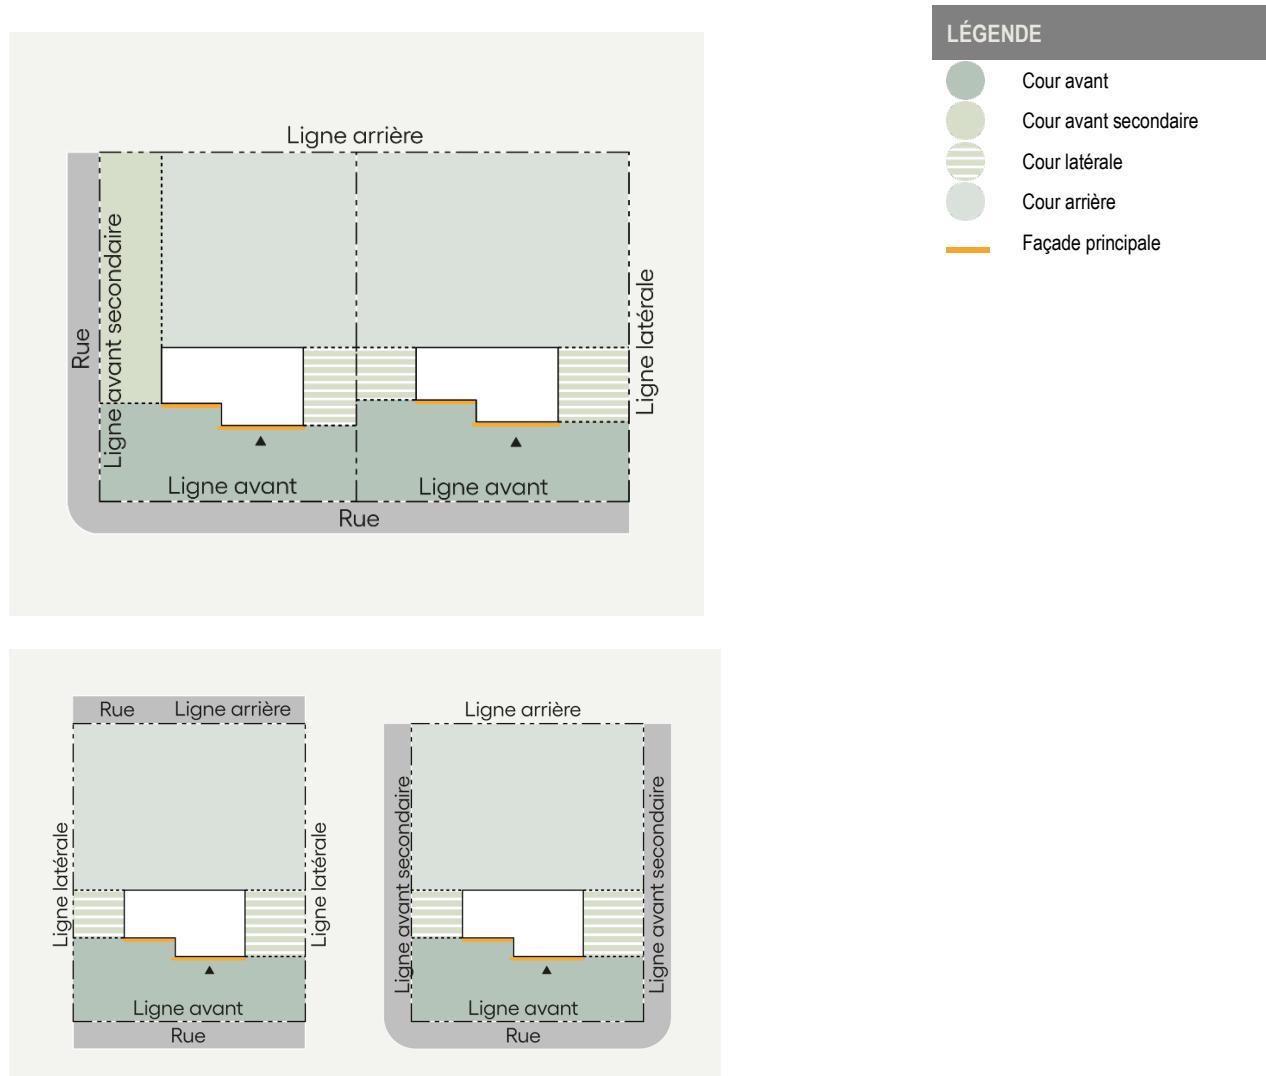 LÉGENDE
Cour avant
Cour avant secondaire
Cour latérale
Cour arrière
Façade principale
Ligne arrière
Rue
Ligne avant secondaire
Ligne latérale
Ligne avant
Ligne avant
Rue
Rue
Ligne arrière
Ligne latérale
Ligne latérale
Ligne avant
Rue
Ligne arrière
Ligne avant secondaire
Ligne avant secondaire
Ligne avant
Rue